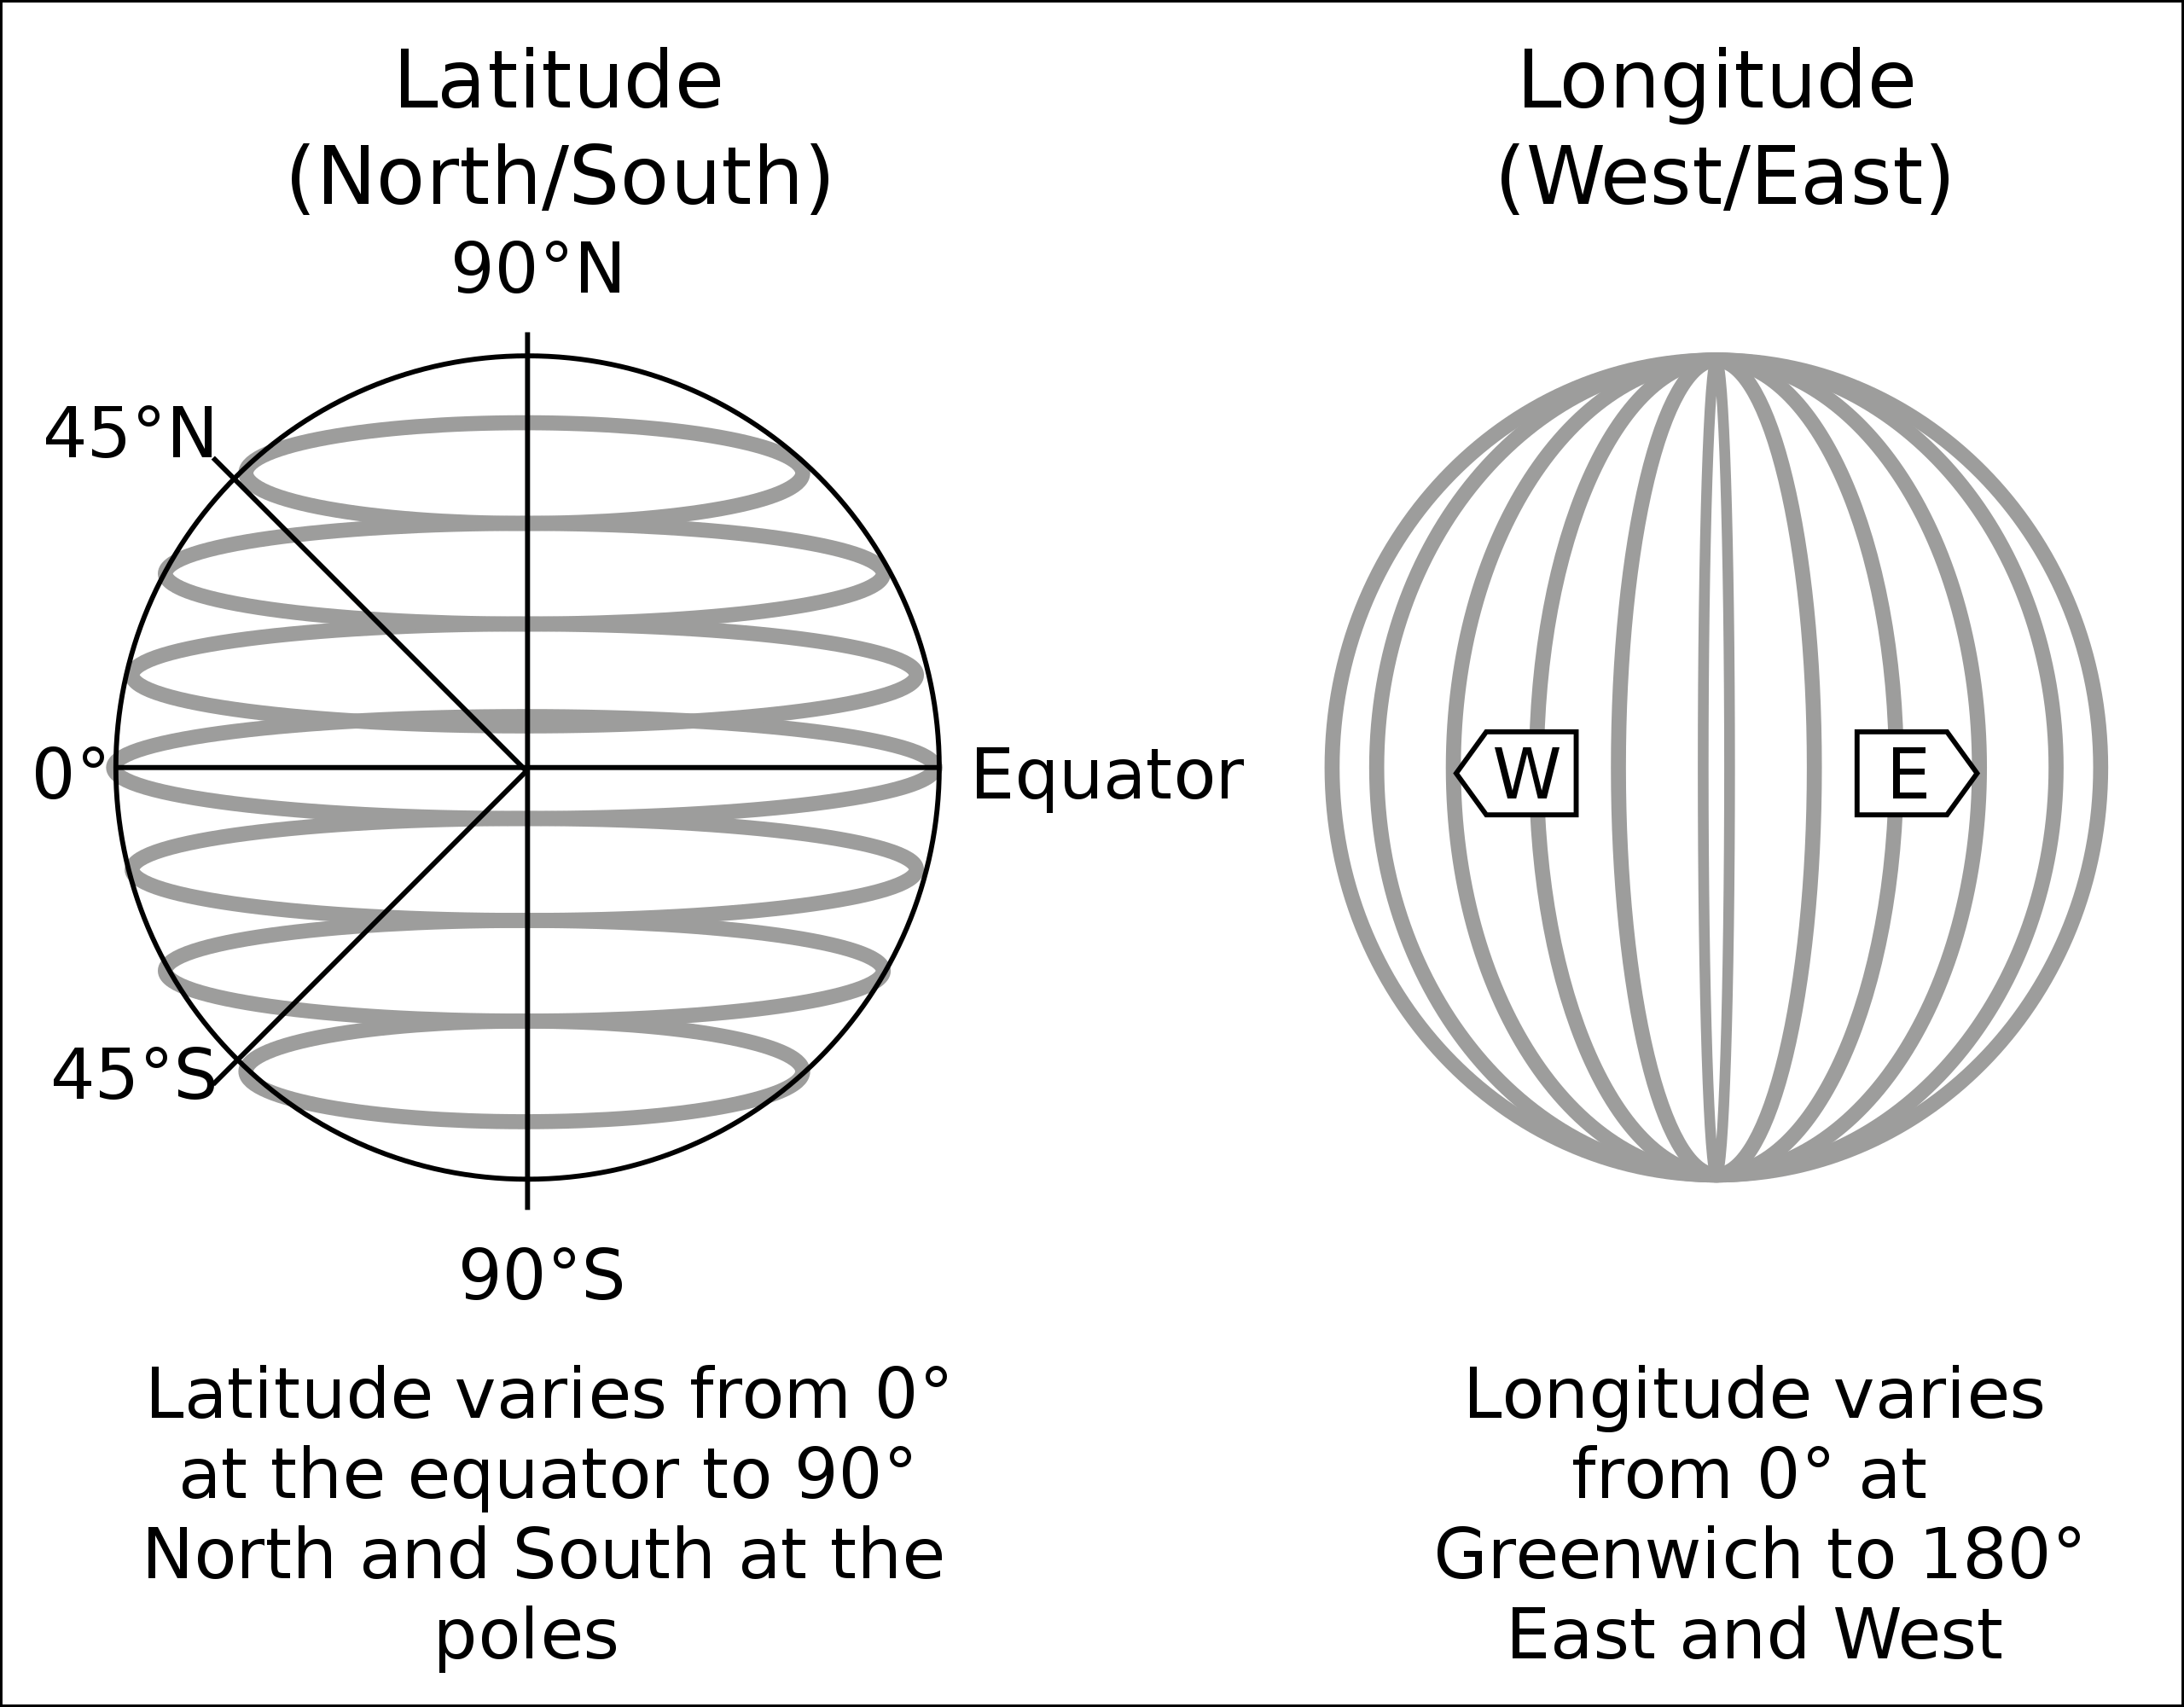 Latitude
(North/South)
90°N
45°N
0°
Equator
45°S
90°S
Latitude varies from 0°
at the equator to 90°
North and South at the
poles
Longitude
(West/East)
W
E
Longitude varies
from 0° at
Greenwich to 180°
East and West